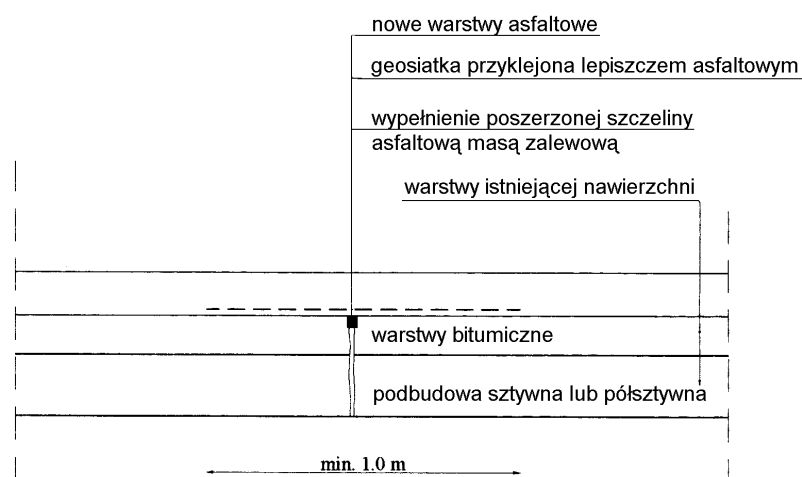 nowe warstwy asfaltowe
geosiatka przyklejona lepiszczem asfaltowym
wypełnienie poszerzonej szczeliny
asfaltową masą zalewową
warstwy istniejącej nawierzchni
warstwy bitumiczne
podbudowa sztywna lub półsztywna
min. 1.0 m